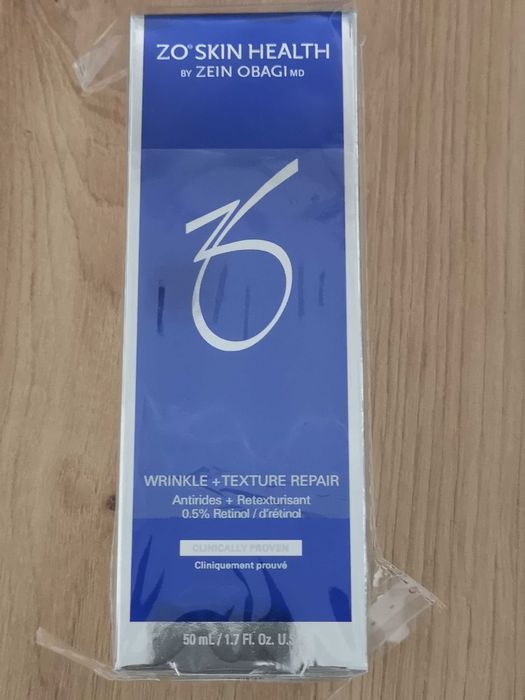 ZO® SKIN HEALTH
BY ZEIN OBAGI MD
WRINKLE + TEXTURE REPAIR
Antirides + Retexturisant
0.5% Retinol / d'rétinol
CLINICALLY PROVEN
Cliniquement prouvé
50 mL / 1.7 Fl. Oz. U.S